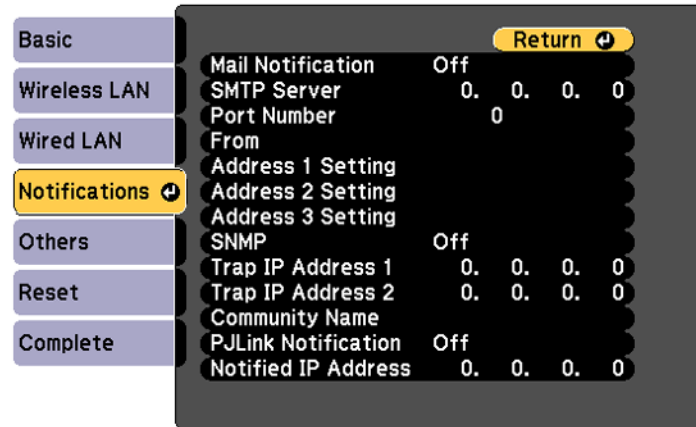 Basic
Wireless LAN
Wired LAN
Notifications
Others
Reset
Complete
Return
Mail Notification Off
SMTP Server 0. 0. 0. 0
Port Number 0
From
Address 1 Setting
Address 2 Setting
Address 3 Setting
SNMP Off
Trap IP Address 1 0. 0. 0. 0
Trap IP Address 2 0. 0. 0. 0
Community Name
PJLink Notification Off
Notified IP Address 0. 0. 0. 0